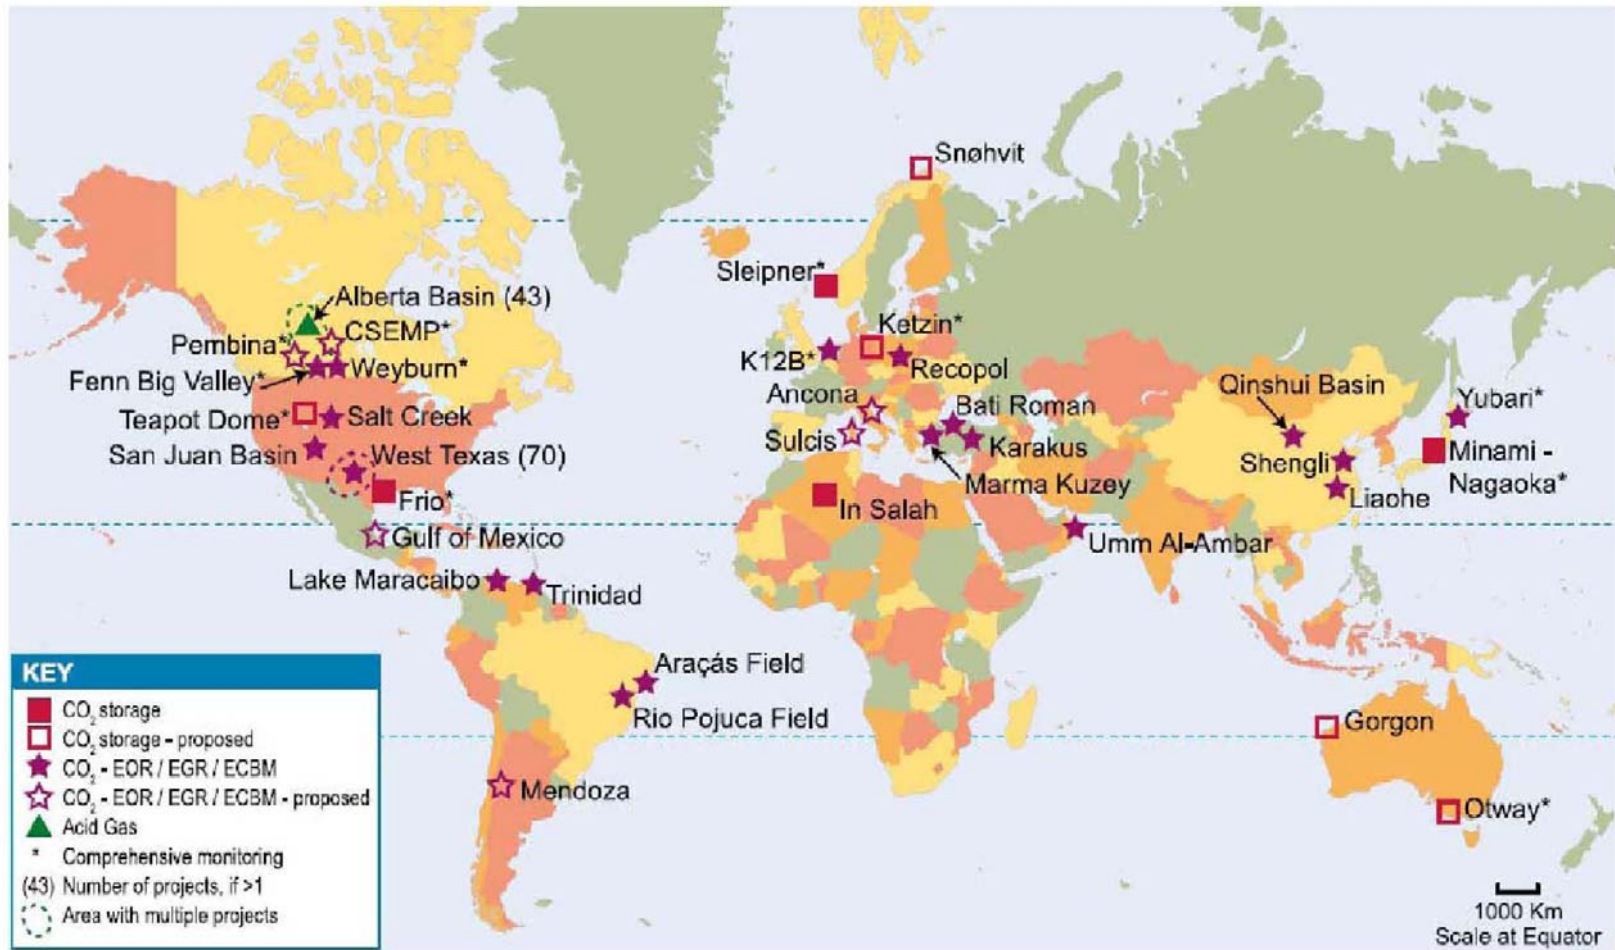 Snøhvit
Sleipner*
Alberta Basin (43)
CSEMP*
Pembina*
Weyburn*
Fenn Big Valley*
Teapot Dome*
Salt Creek
San Juan Basin
West Texas (70)
Frio*
Gulf of Mexico
Lake Maracaibo
Trinidad
Araçás Field
Rio Pojuca Field
Mendoza
Ketzin*
K12B*
Recopol
Ancona
Sulcis
Bati Roman
Karakus
Marma Kuzey
In Salah
Umm Al-Ambar
Qinshui Basin
Yubari*
Shengli
Minami -
Nagaoka*
Liaohe
Gorgon
Otway*
KEY
CO₂ storage
CO₂ storage - proposed
CO₂ - EOR / EGR / ECBM
CO₂ - EOR / EGR / ECBM - proposed
Acid Gas
* Comprehensive monitoring
(43) Number of projects, if >1
Area with multiple projects
1000 Km
Scale at Equator